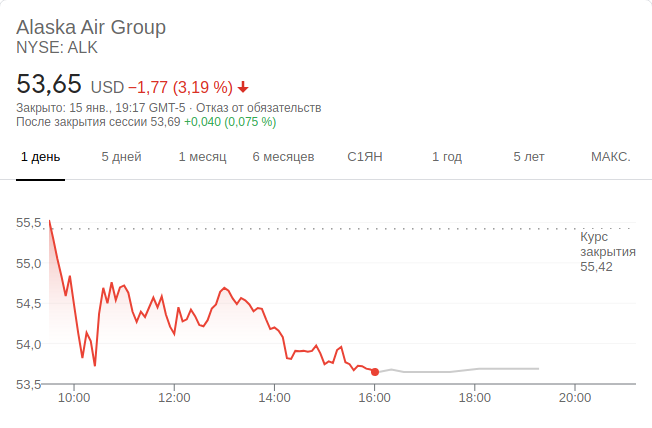 Alaska Air Group
NYSE: ALK
53,65 USD −1,77 (3,19 %)
Закрыто: 15 янв., 19:17 GMT-5 · Отказ от обязательств
После закрытия сессии 53,69 +0,040 (0,075 %)
1 день 5 дней 1 месяц 6 месяцев С1ЯН 1 год 5 лет МАКС.
55,5
Курс
закрытия
55,42
55,0
54,5
54,0
53,5
10:00 12:00 14:00 16:00 18:00 20:00